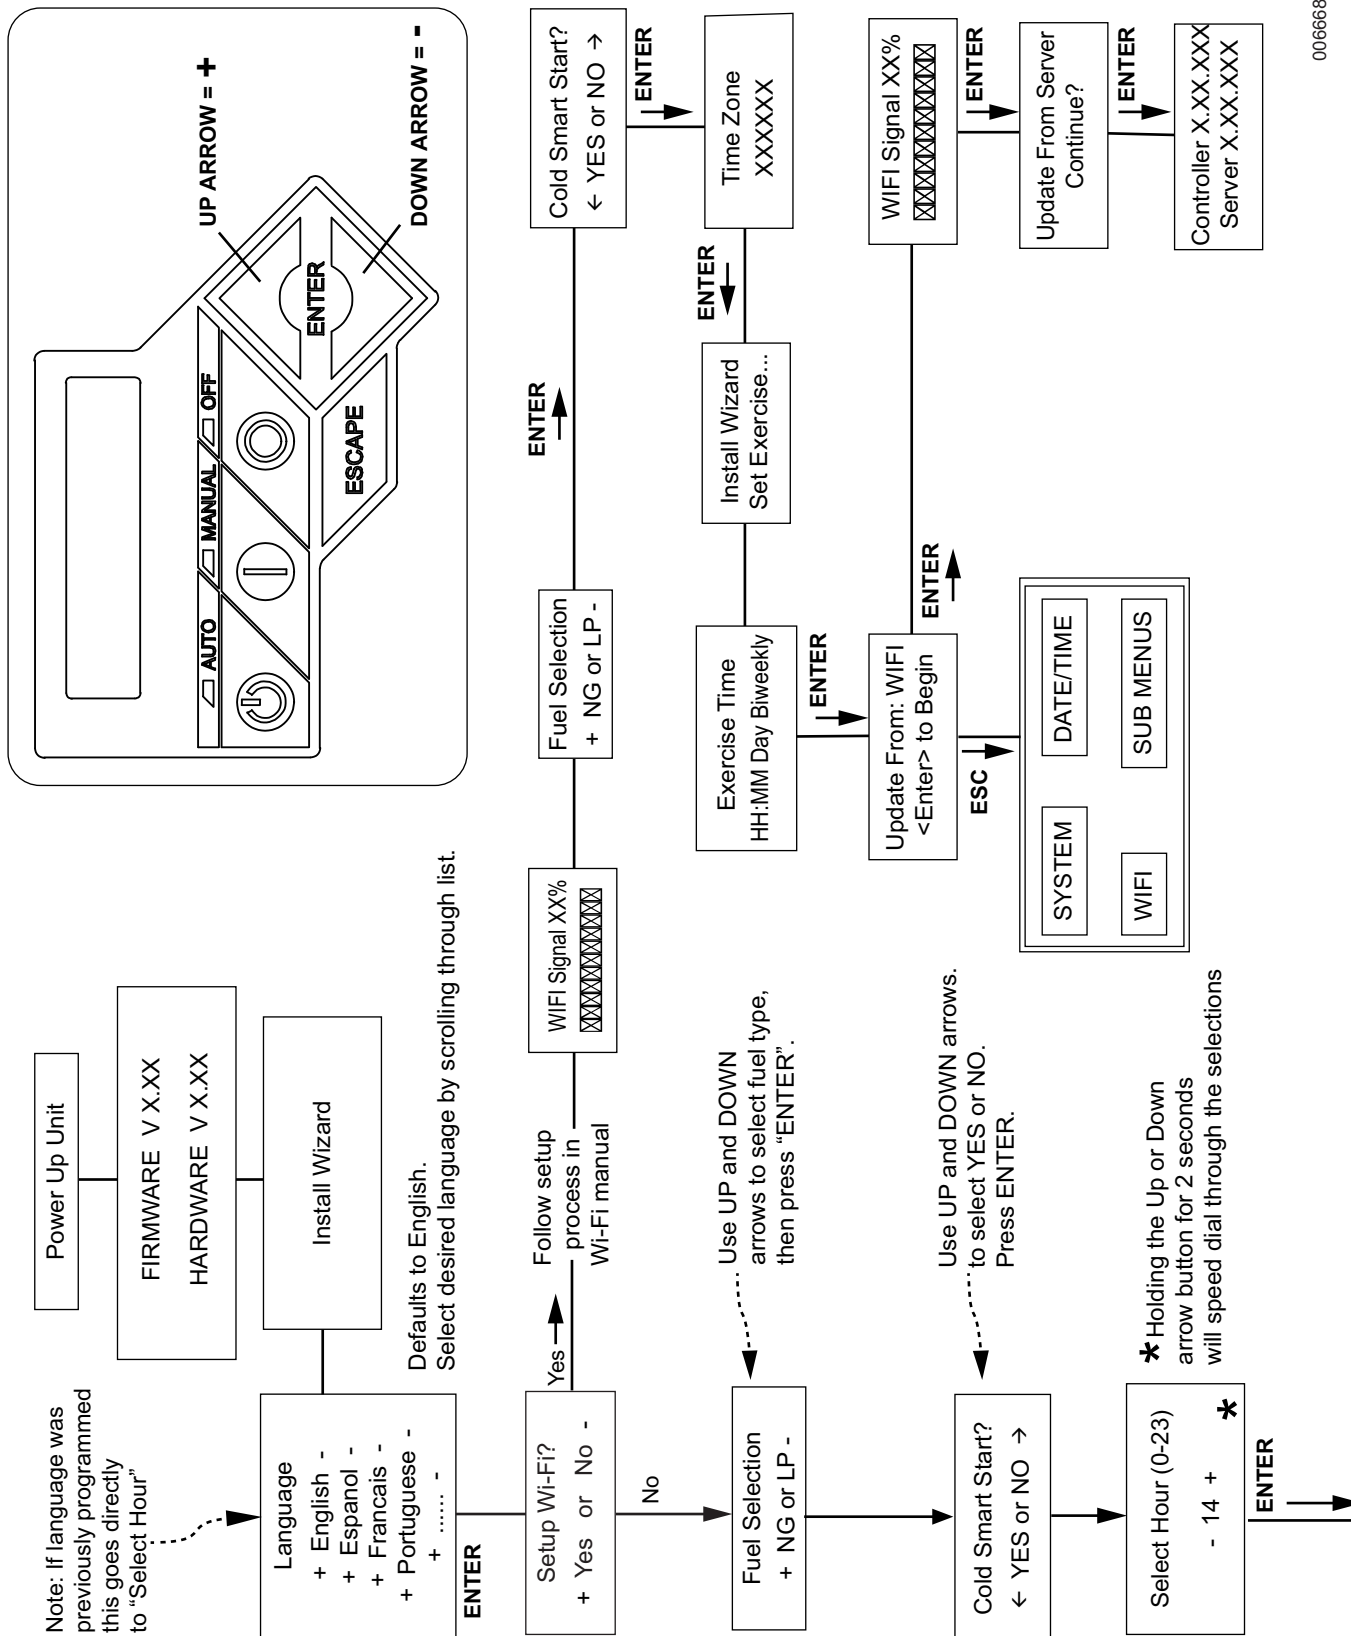 Power Up Unit
FIRMWARE V X.XX
HARDWARE V X.XX
Install Wizard
Note: If language was
previously programmed
this goes directly
to “Select Hour”
Language
+ English -
+ Espanol -
+ Francais -
+ Portuguese -
+ ...... -
Defaults to English.
Select desired language by scrolling through list.
ENTER
Setup Wi-Fi?
+ Yes or No -
Yes
Follow setup
process in
Wi-Fi manual
WIFI Signal XX%
Fuel Selection
+ NG or LP -
ENTER
Cold Smart Start?
← YES or NO →
ENTER
Time Zone
XXXXXX
ENTER
Install Wizard
Set Exercise...
Exercise Time
HH:MM Day Biweekly
ENTER
Update From: WIFI
<Enter> to Begin
ENTER
WIFI Signal XX%
ENTER
Update From Server
Continue?
ENTER
Controller X.XX.XXX
Server X.XX.XXX
ESC
SYSTEM
DATE/TIME
WIFI
SUB MENUS
No
Fuel Selection
+ NG or LP -
Use UP and DOWN
arrows to select fuel type,
then press “ENTER”.
Cold Smart Start?
← YES or NO →
Use UP and DOWN arrows.
to select YES or NO.
Press ENTER.
Select Hour (0-23)
- 14 +
*
* Holding the Up or Down
arrow button for 2 seconds
will speed dial through the selections
ENTER
AUTO
MANUAL
OFF
ESCAPE
ENTER
UP ARROW = +
DOWN ARROW = -
006668